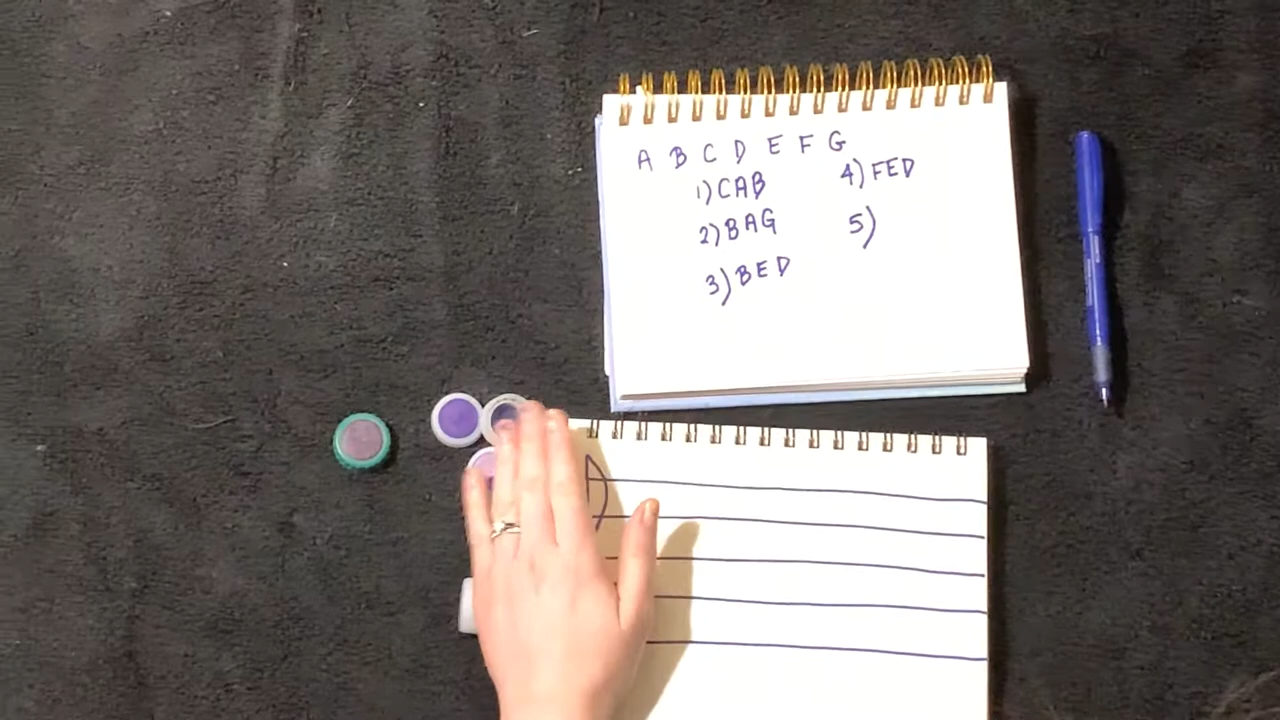 A B C D E F G
1) CAB
2) BAG
3) BED
4) FED
5)